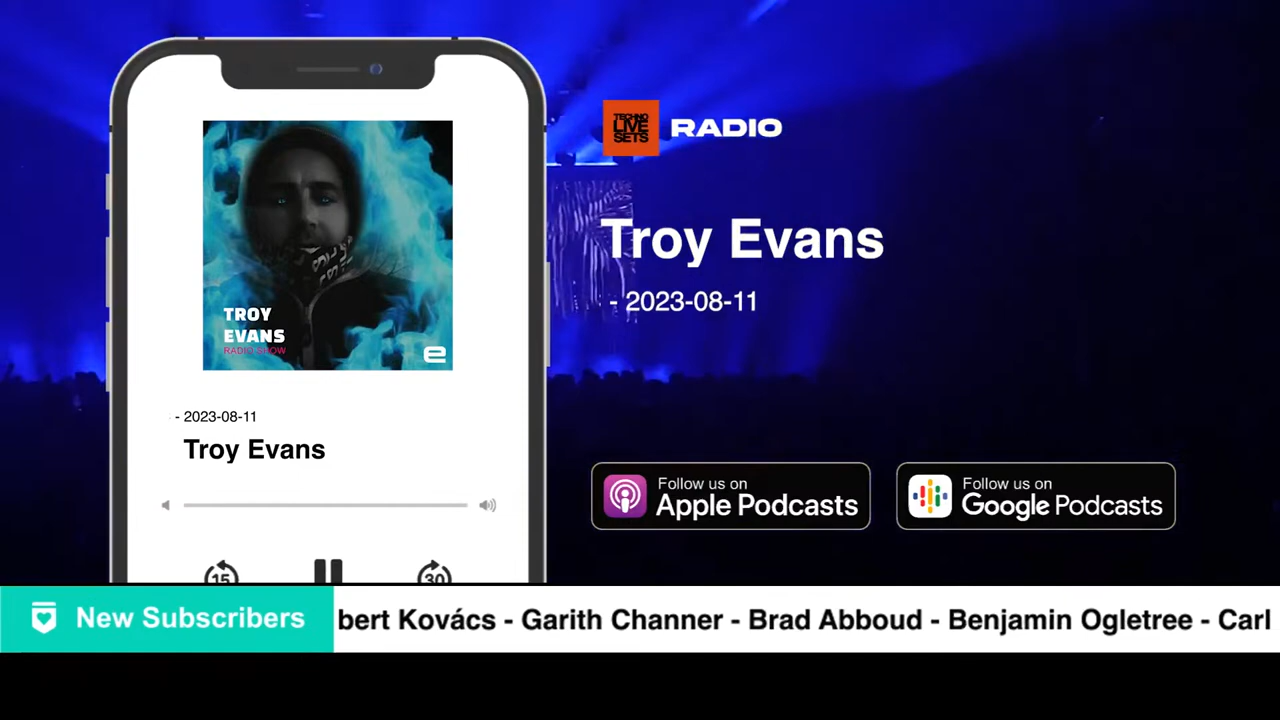 TECHNO
LIVE
SETS
RADIO
Troy Evans
- 2023-08-11
TROY
EVANS
RADIO SHOW
e
- 2023-08-11
Troy Evans
15
30
Follow us on
Apple Podcasts
Follow us on
Google Podcasts
New Subscribers
bert Kovács - Garith Channer - Brad Abboud - Benjamin Ogletree - Carl